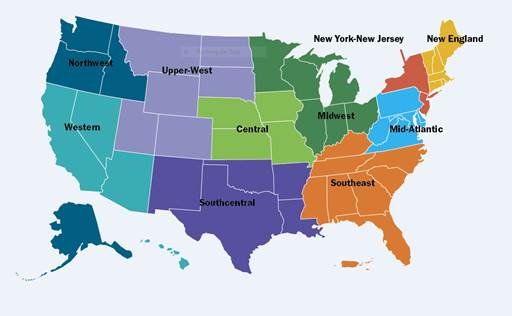 New York-New Jersey
New England
Northwest
Upper-West
Western
Central
Midwest
Mid-Atlantic
Southcentral
Southeast